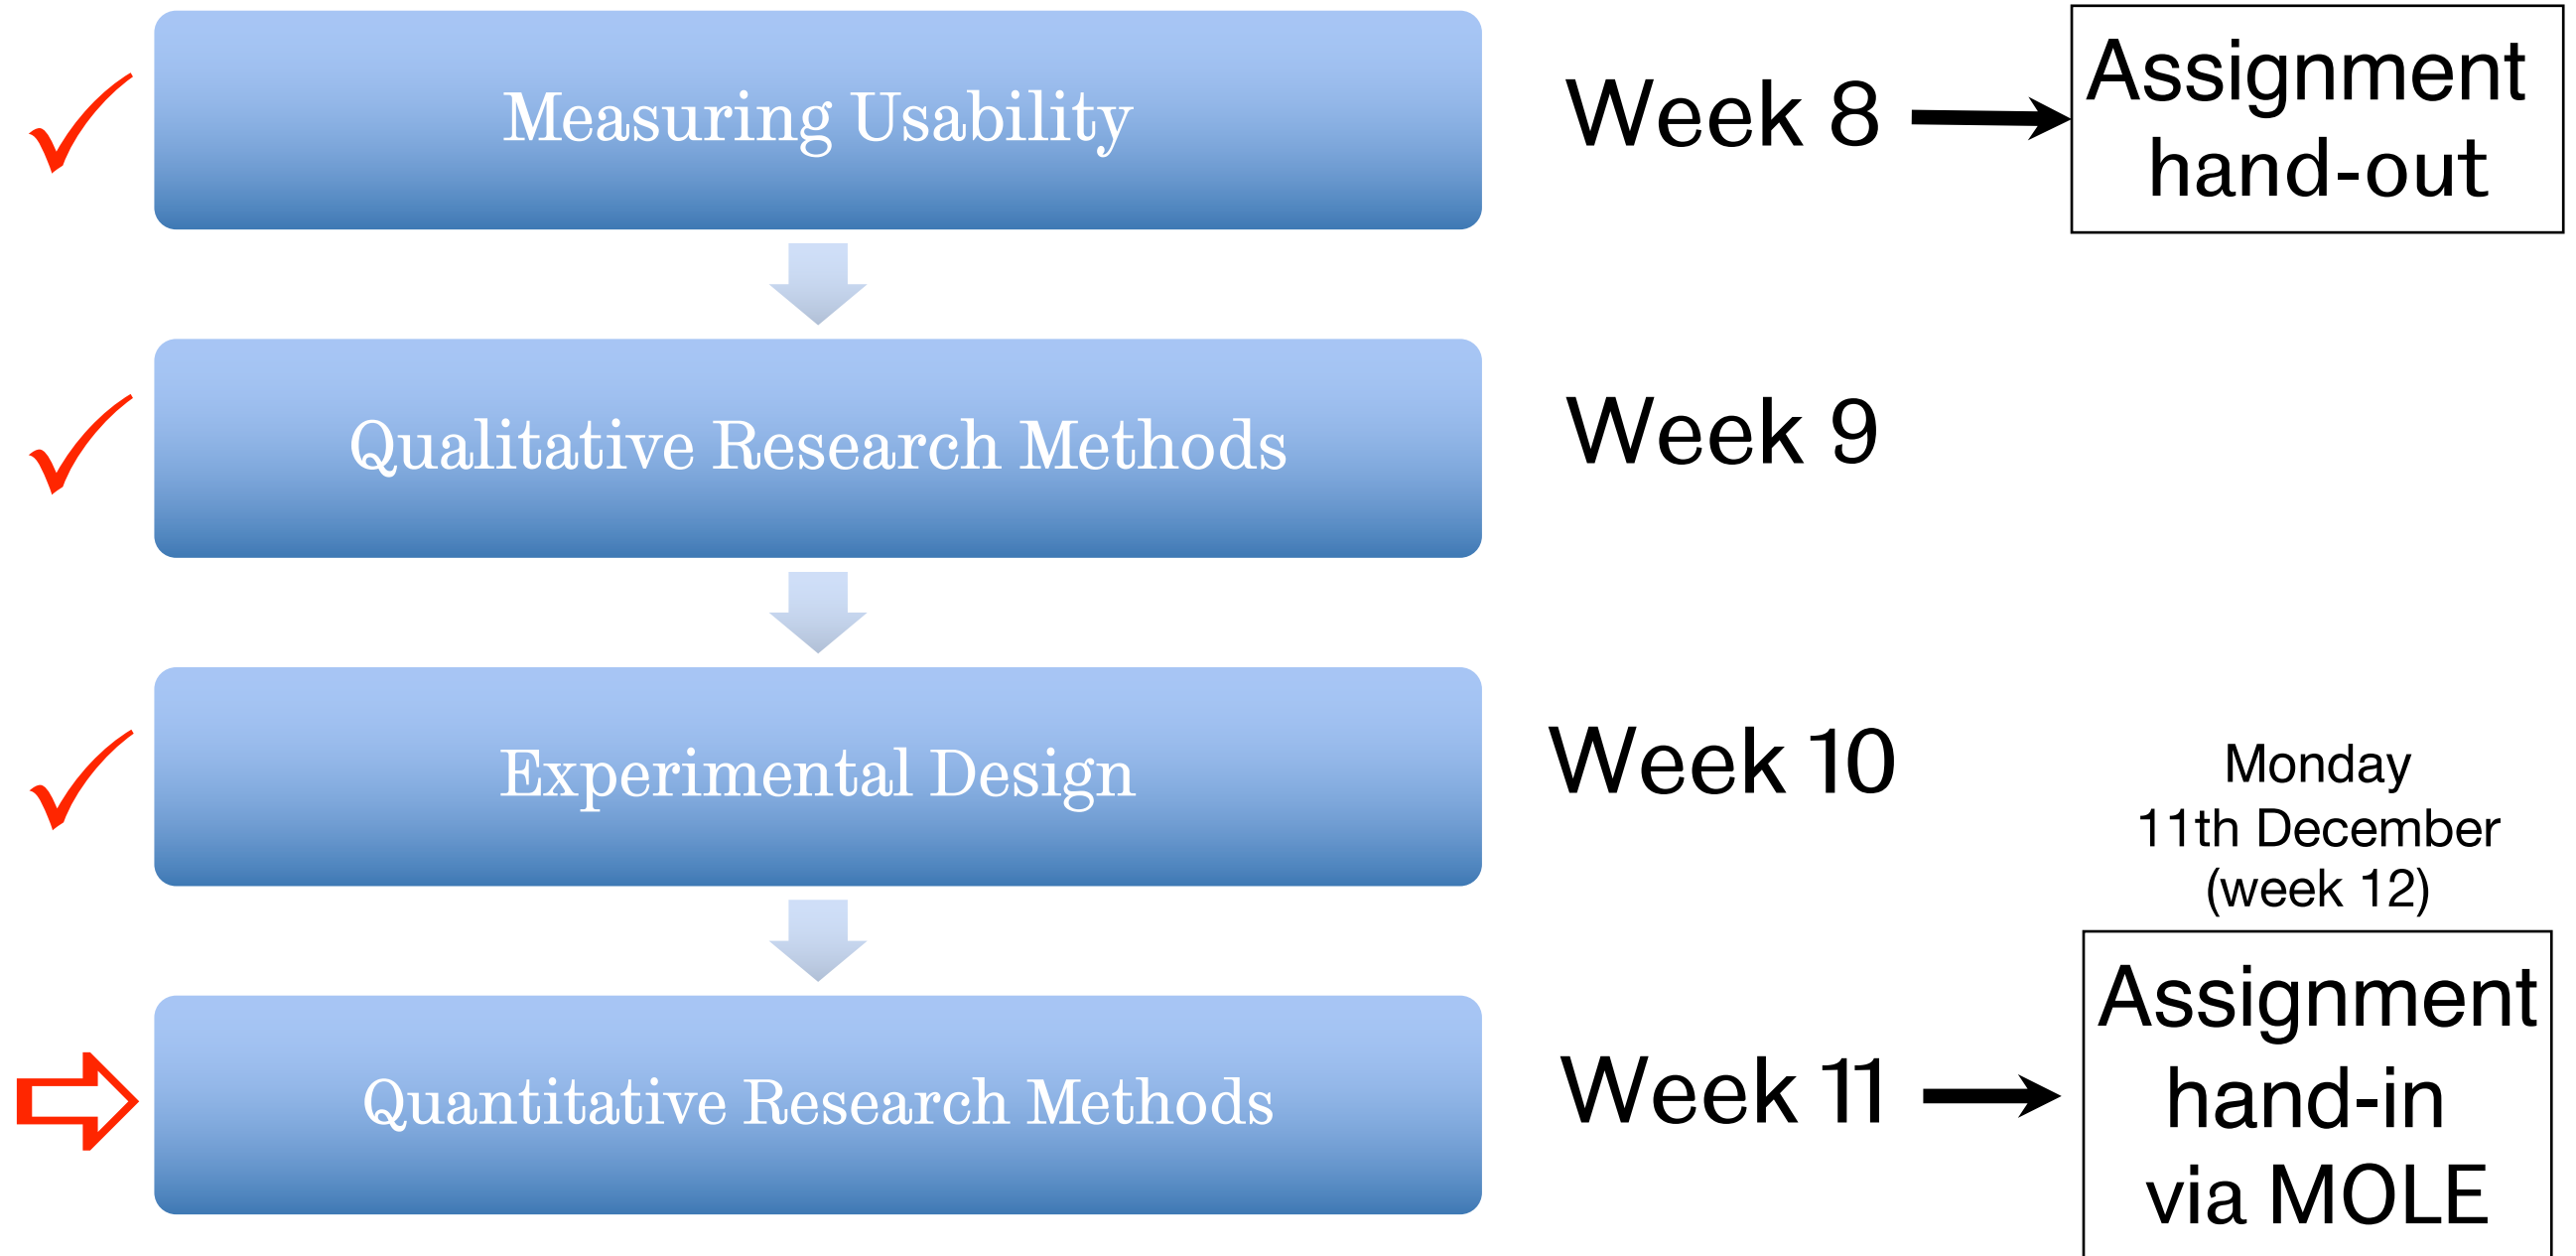 Measuring Usability
Week 8
Assignment
hand-out
Qualitative Research Methods
Week 9
Experimental Design
Week 10
Monday
11th December
(week 12)
Quantitative Research Methods
Week 11
Assignment
hand-in
via MOLE